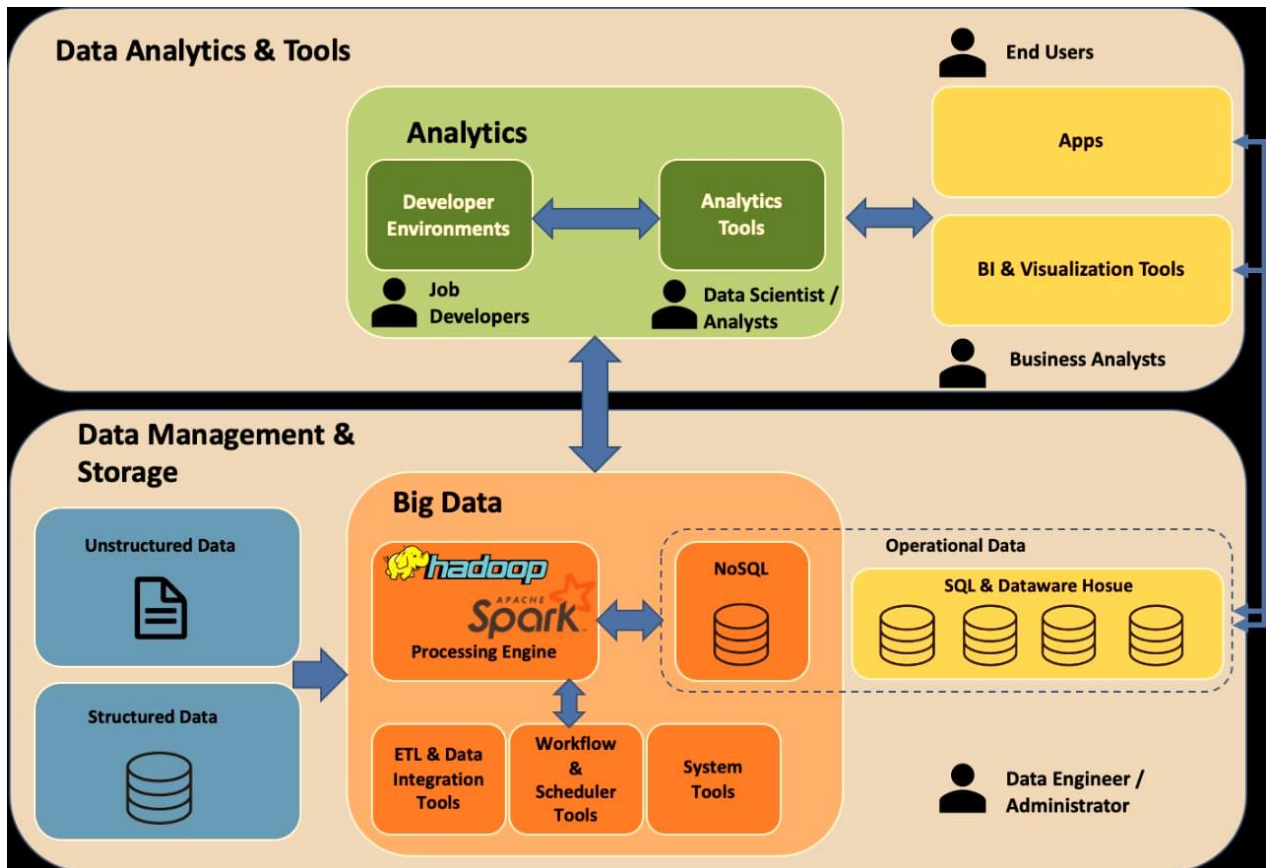 Data Analytics & Tools
End Users
Analytics
Apps
Developer
Environments
Analytics
Tools
BI & Visualization Tools
Job
Developers
Data Scientist /
Analysts
Business Analysts
Data Management &
Storage
Big Data
Unstructured Data
hadoop
APACHE
Spark
TM
Processing Engine
NoSQL
Operational Data
SQL & Dataware Hosue
Structured Data
ETL & Data
Integration
Tools
Workflow
&
Scheduler
Tools
System
Tools
Data Engineer /
Administrator